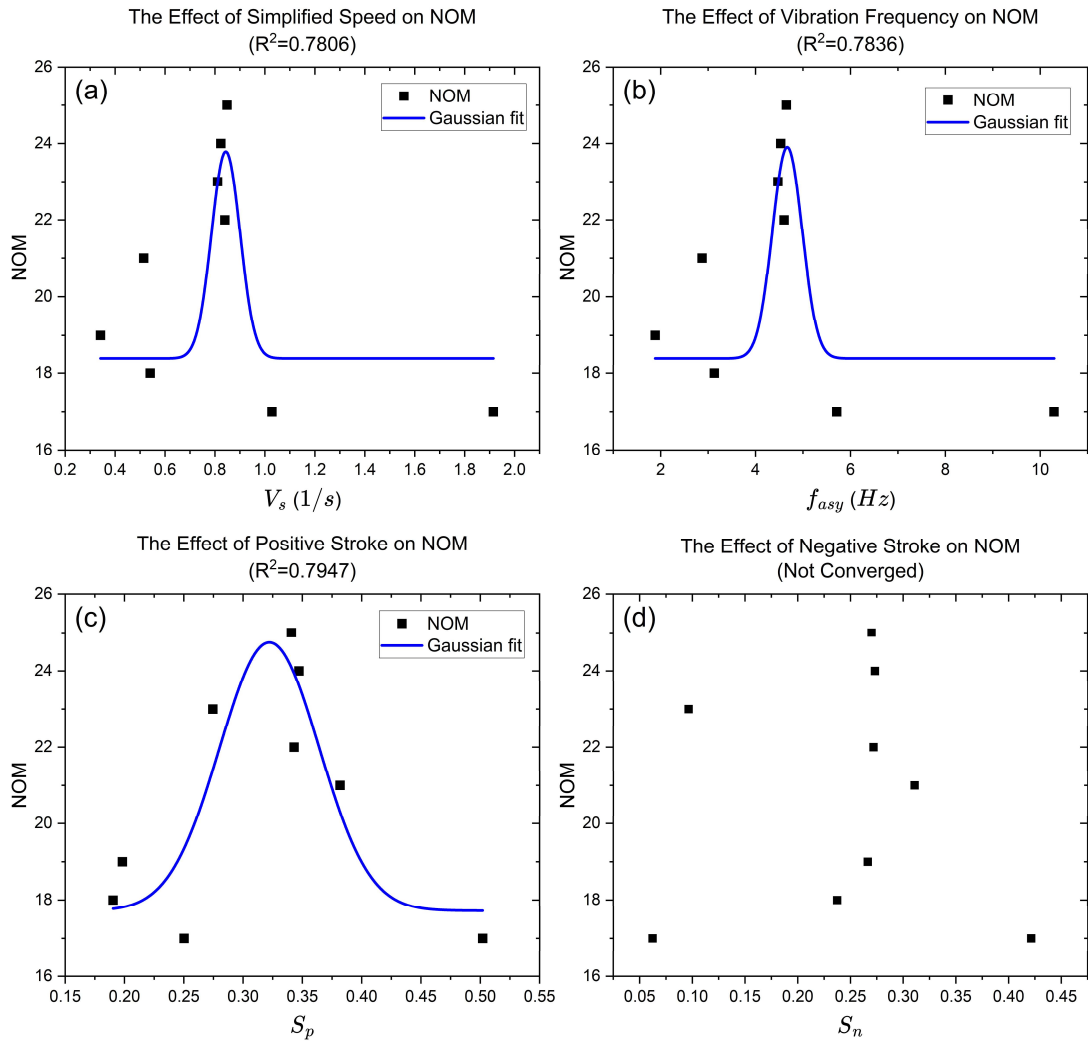 The Effect of Simplified Speed on NOM
(R²=0.7806)
(a)
NOM
Gaussian fit
26
24
22
20
18
16
NOM
0.2 0.4 0.6 0.8 1.0 1.2 1.4 1.6 1.8 2.0
V_s (1/s)
The Effect of Vibration Frequency on NOM
(R²=0.7836)
(b)
NOM
Gaussian fit
26
24
22
20
18
16
NOM
2 4 6 8 10
f_asy (Hz)
The Effect of Positive Stroke on NOM
(R²=0.7947)
(c)
NOM
Gaussian fit
26
24
22
20
18
16
NOM
0.15 0.20 0.25 0.30 0.35 0.40 0.45 0.50 0.55
S_p
The Effect of Negative Stroke on NOM
(Not Converged)
(d)
26
24
22
20
18
16
NOM
0.05 0.10 0.15 0.20 0.25 0.30 0.35 0.40 0.45
S_n